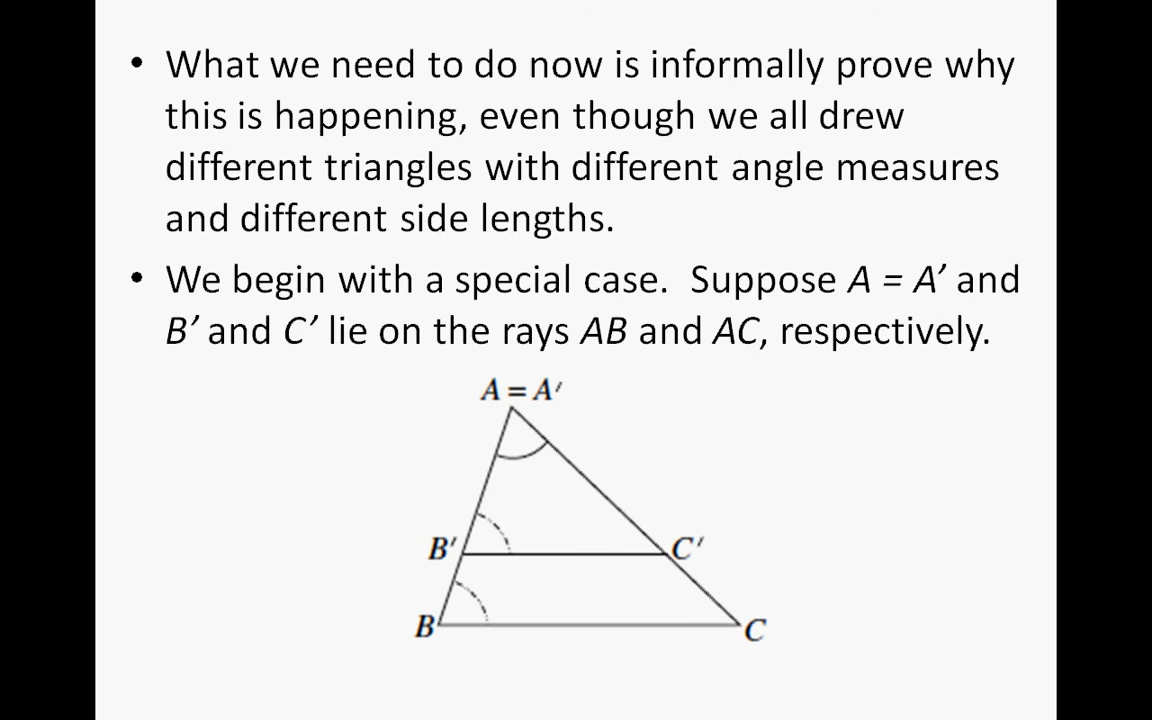 • What we need to do now is informally prove why
this is happening, even though we all drew
different triangles with different angle measures
and different side lengths.
• We begin with a special case.  Suppose A = A′ and
B′ and C′ lie on the rays AB and AC, respectively.
A = A′
B′
C′
B
C